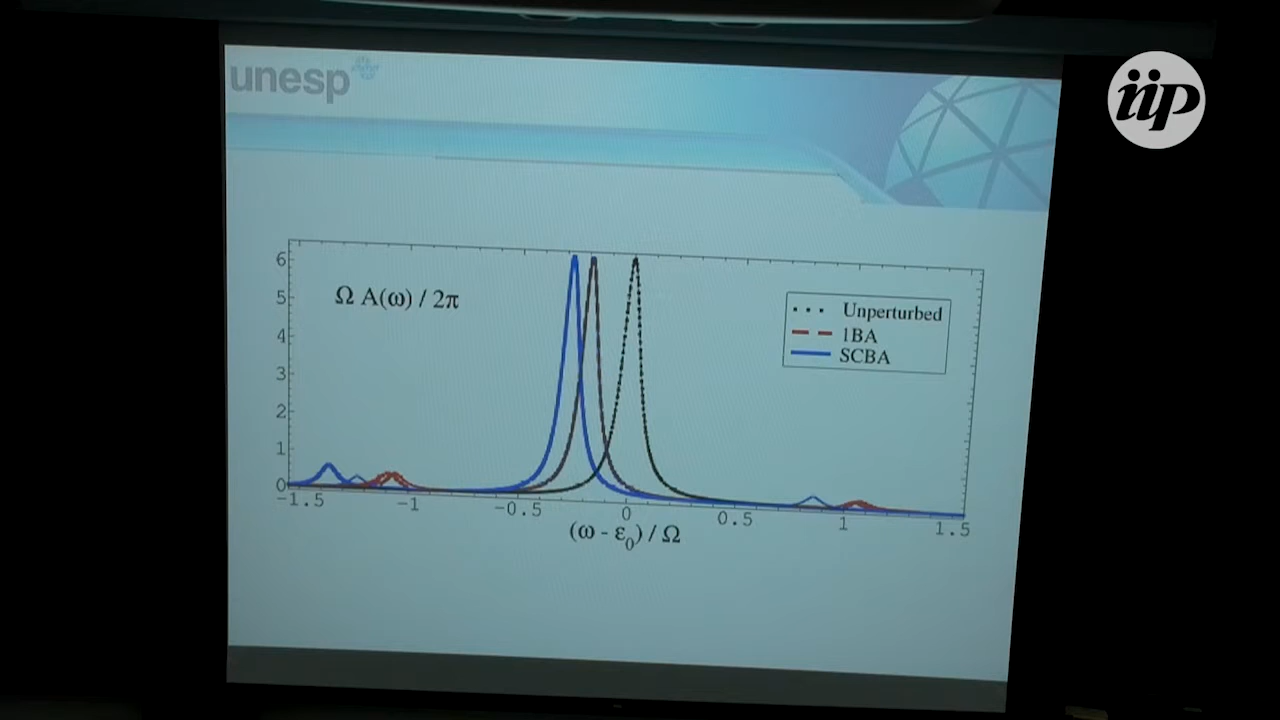 unesp
iip
6
5
4
3
2
1
0
Ω A(ω) / 2π
Unperturbed
1BA
SCBA
-1.5
-1
-0.5
0
0.5
1
1.5
(ω - ε0) / Ω